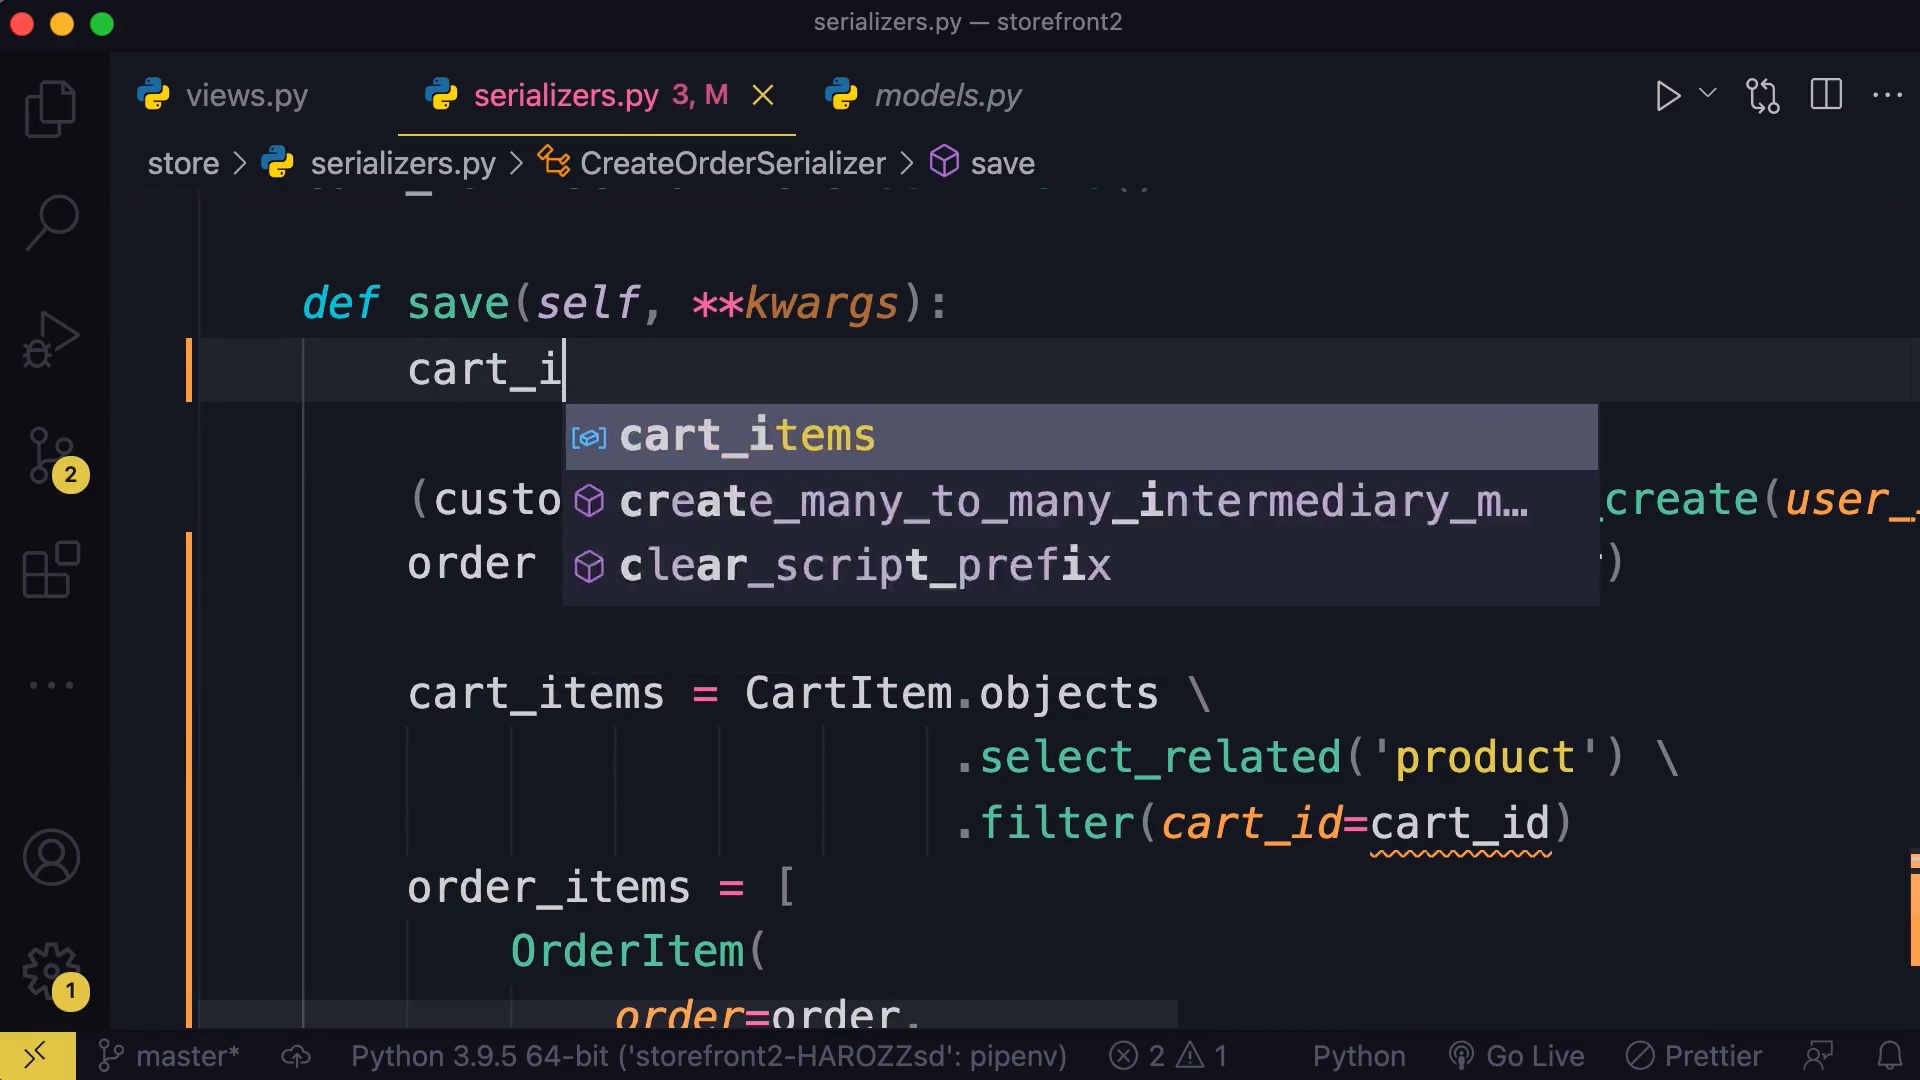 serializers.py — storefront2
views.py
serializers.py 3, M
models.py
store > serializers.py > CreateOrderSerializer > save
def save(self, **kwargs):
cart_i
cart_items
(custo
create_many_to_many_intermediary_m…
create(user_
order
clear_script_prefix
)
cart_items = CartItem.objects \
.select_related('product') \
.filter(cart_id=cart_id)
order_items = [
OrderItem(
order=order,
2
1
master*
Python 3.9.5 64-bit ('storefront2-HAROZZsd': pipenv)
2
1
Python
Go Live
Prettier